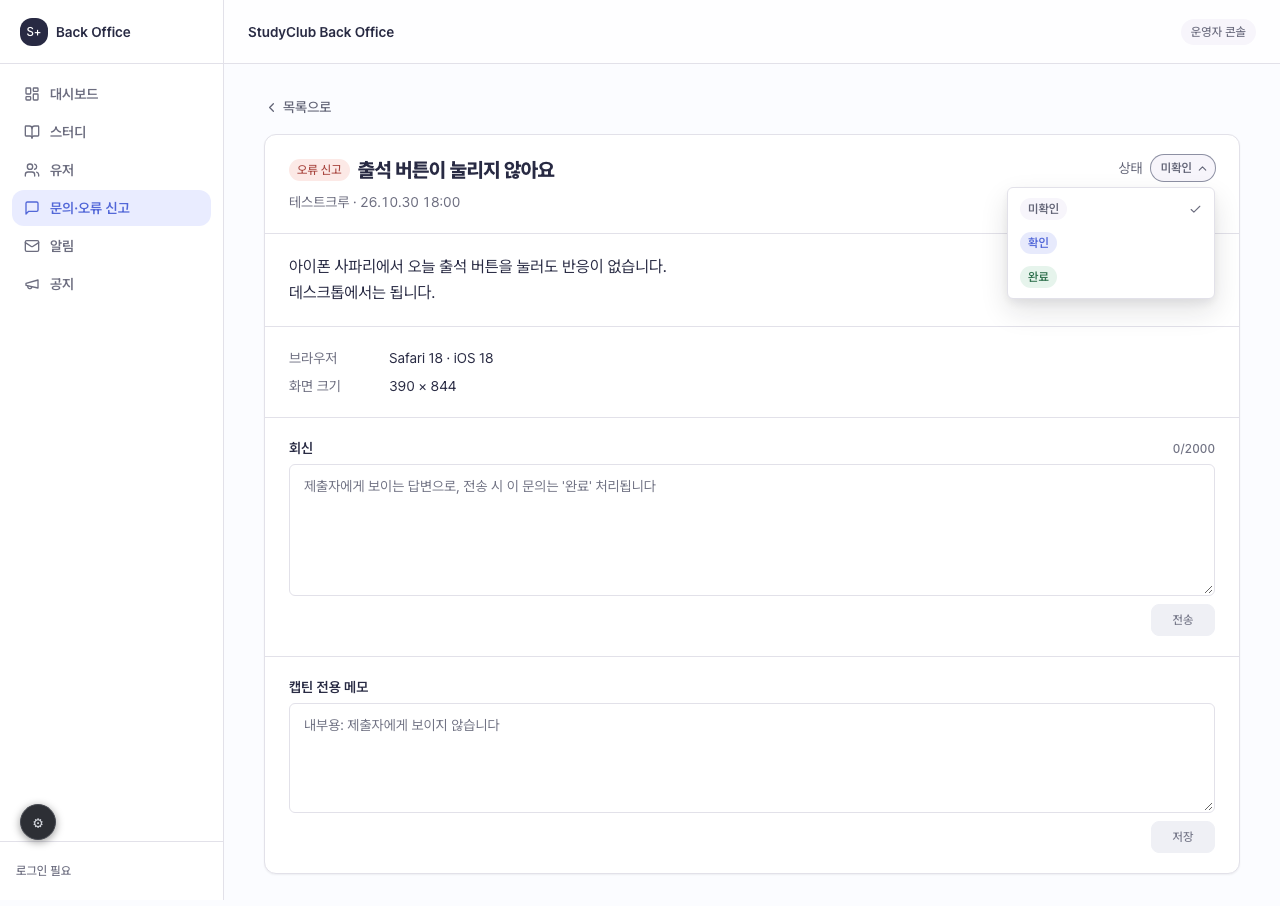 S+ Back Office
StudyClub Back Office
운영자 콘솔
대시보드
스터디
유저
문의·오류 신고
알림
공지
로그인 필요
목록으로
오류 신고 출석 버튼이 눌리지 않아요
테스트크루 · 26.10.30 18:00
상태 미확인
미확인
확인
완료
아이폰 사파리에서 오늘 출석 버튼을 눌러도 반응이 없습니다.
데스크톱에서는 됩니다.
브라우저 Safari 18 · iOS 18
화면 크기 390 × 844
회신 0/2000
제출자에게 보이는 답변으로, 전송 시 이 문의는 '완료' 처리됩니다
전송
캡틴 전용 메모
내부용: 제출자에게 보이지 않습니다
저장